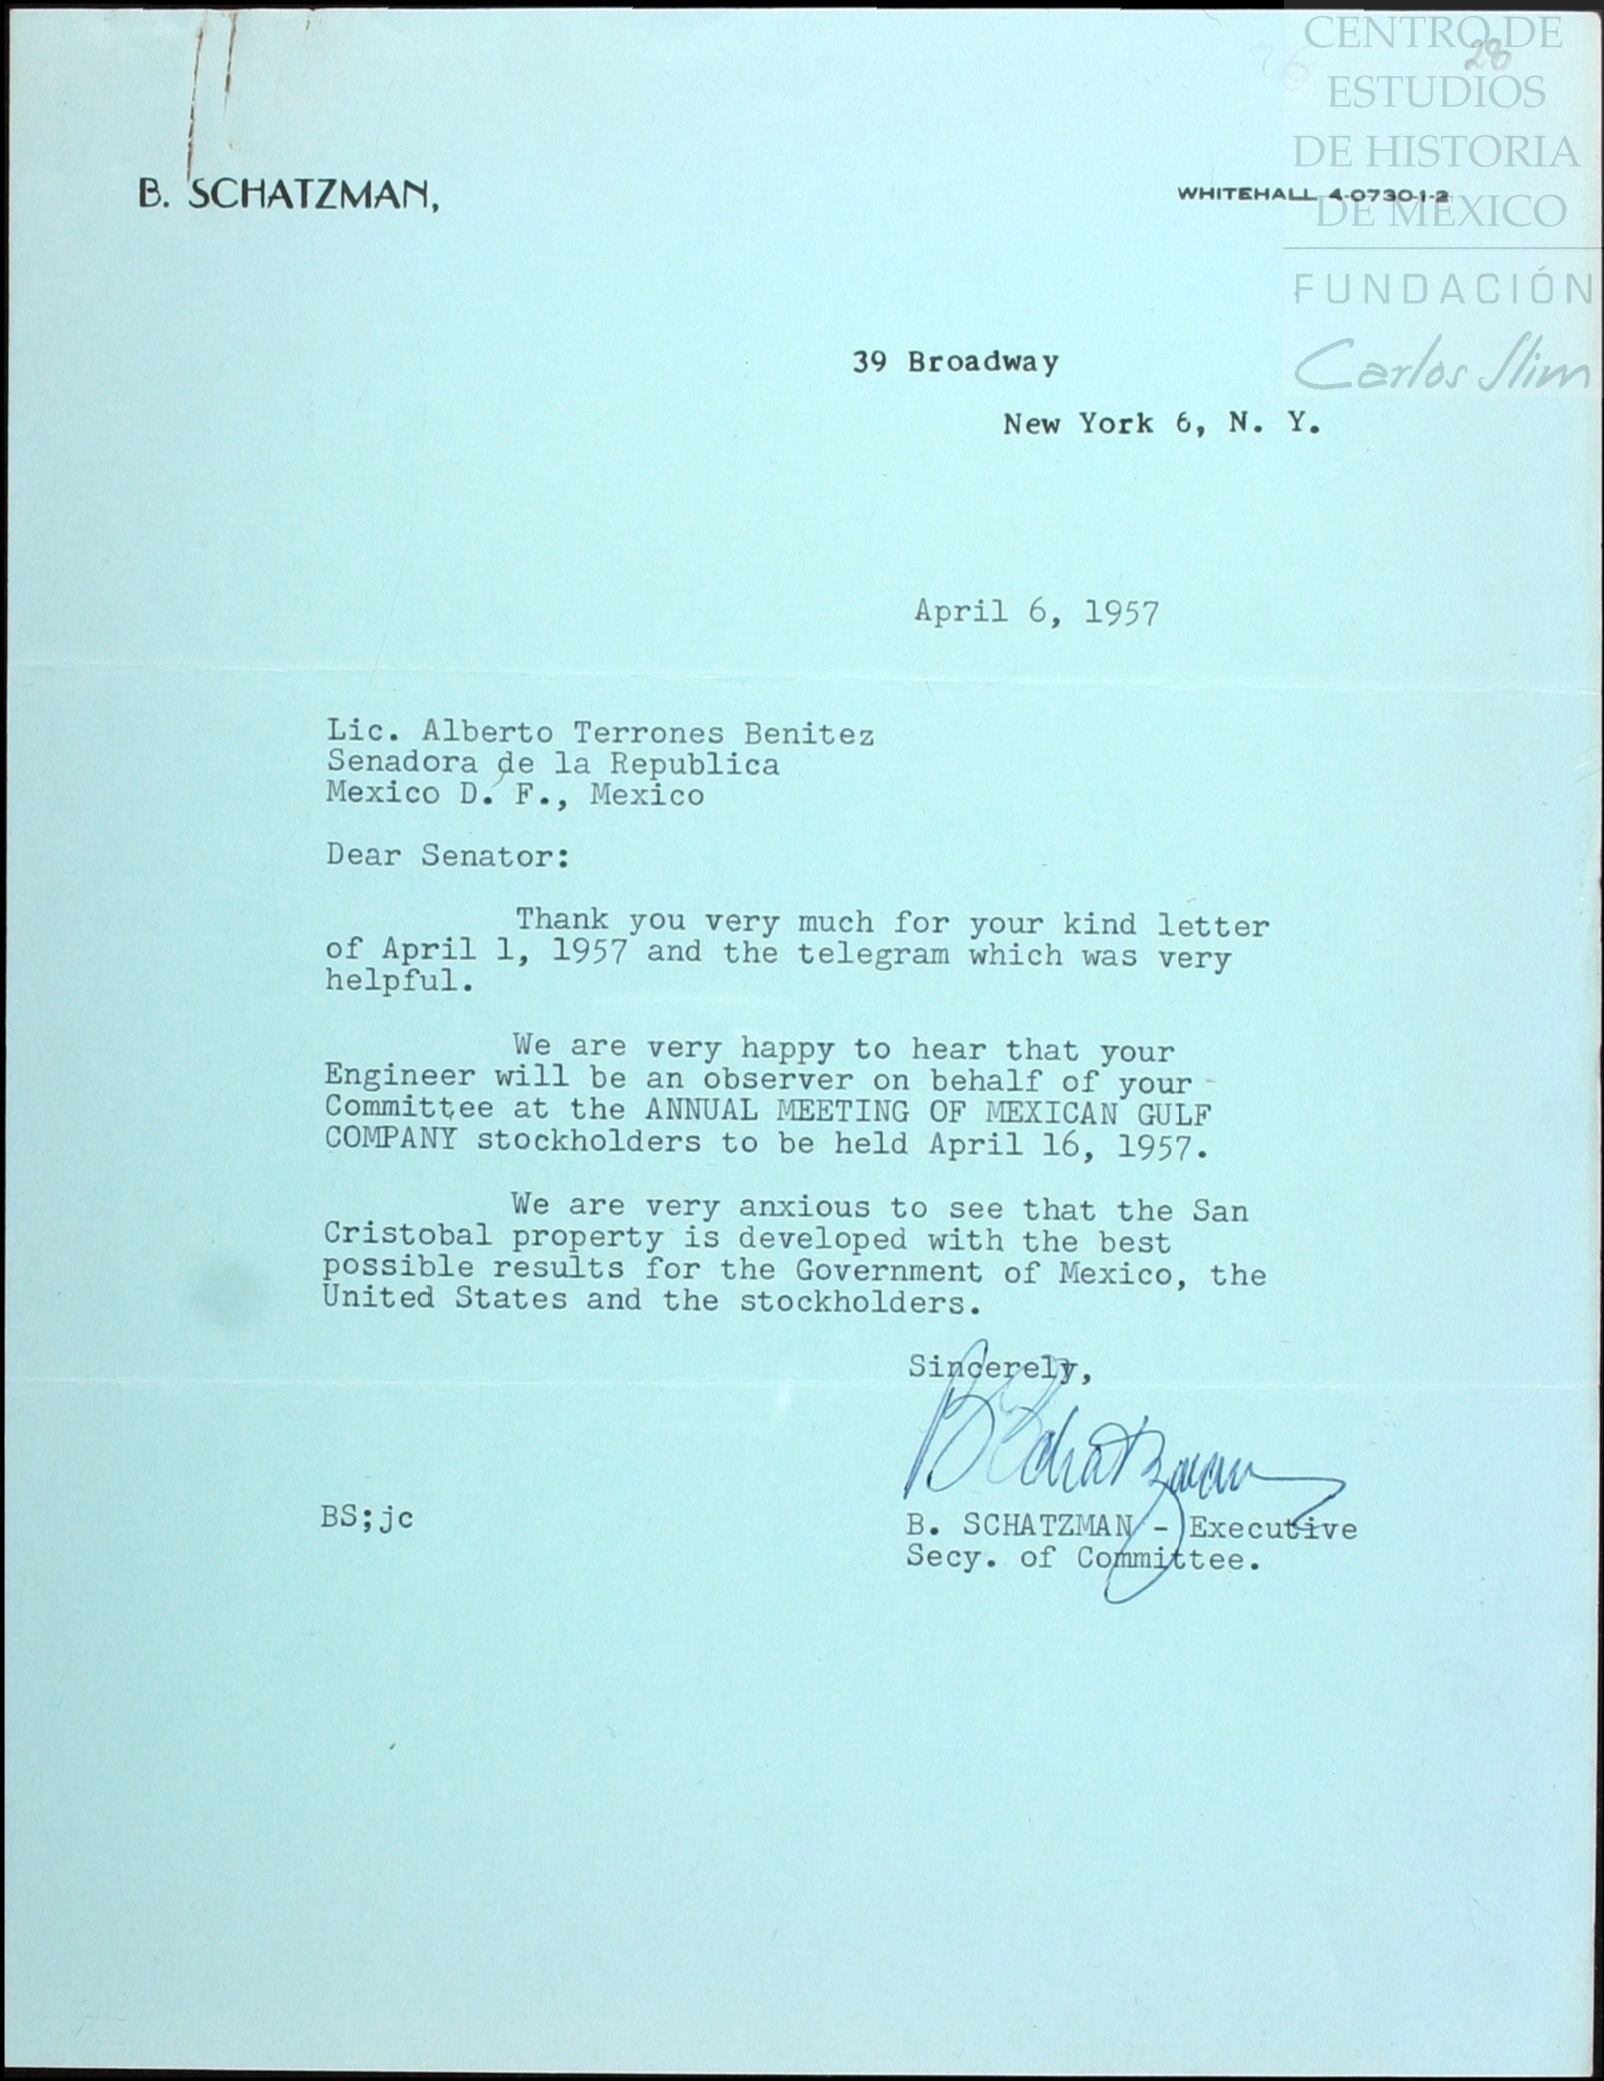 CENTRO DE
ESTUDIOS
DE HISTORIA
DE MEXICO
FUNDACIÓN
Carlos Slim
28
B. SCHATZMAN,
WHITEHALL 4-0730-1-2
39 Broadway
New York 6, N. Y.
April 6, 1957
Lic. Alberto Terrones Benitez
Senadora de la Republica
Mexico D. F., Mexico
Dear Senator:
Thank you very much for your kind letter
of April 1, 1957 and the telegram which was very
helpful.
We are very happy to hear that your
Engineer will be an observer on behalf of your
Committee at the ANNUAL MEETING OF MEXICAN GULF
COMPANY stockholders to be held April 16, 1957.
We are very anxious to see that the San
Cristobal property is developed with the best
possible results for the Government of Mexico, the
United States and the stockholders.
Sincerely,
B Schatzman
BS;jc
B. SCHATZMAN - Executive
Secy. of Committee.